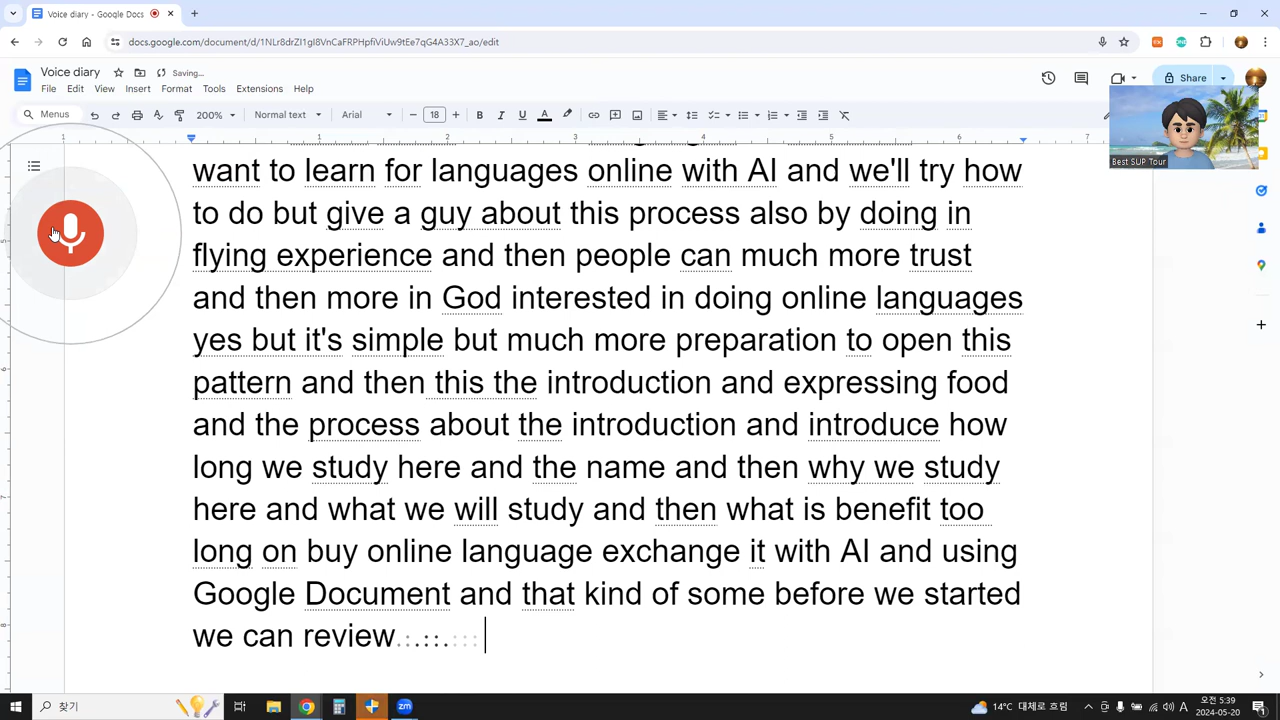 Voice diary - Google Docs
docs.google.com/document/d/1NLr8drZI1gI8VnCaFRPHpfiViUw9tEe7qG4A33X7_ao/edit
Voice diary
Saving...
File Edit View Insert Format Tools Extensions Help
Share
Menus
200%
Normal text
Arial
18
Best SUP Tour
want to learn for languages online with AI and we'll try how
to do but give a guy about this process also by doing in
flying experience and then people can much more trust
and then more in God interested in doing online languages
yes but it's simple but much more preparation to open this
pattern and then this the introduction and expressing food
and the process about the introduction and introduce how
long we study here and the name and then why we study
here and what we will study and then what is benefit too
long on buy online language exchange it with AI and using
Google Document and that kind of some before we started
we can review
찾기
14°C 대체로 흐림
오전 5:39
2024-05-20